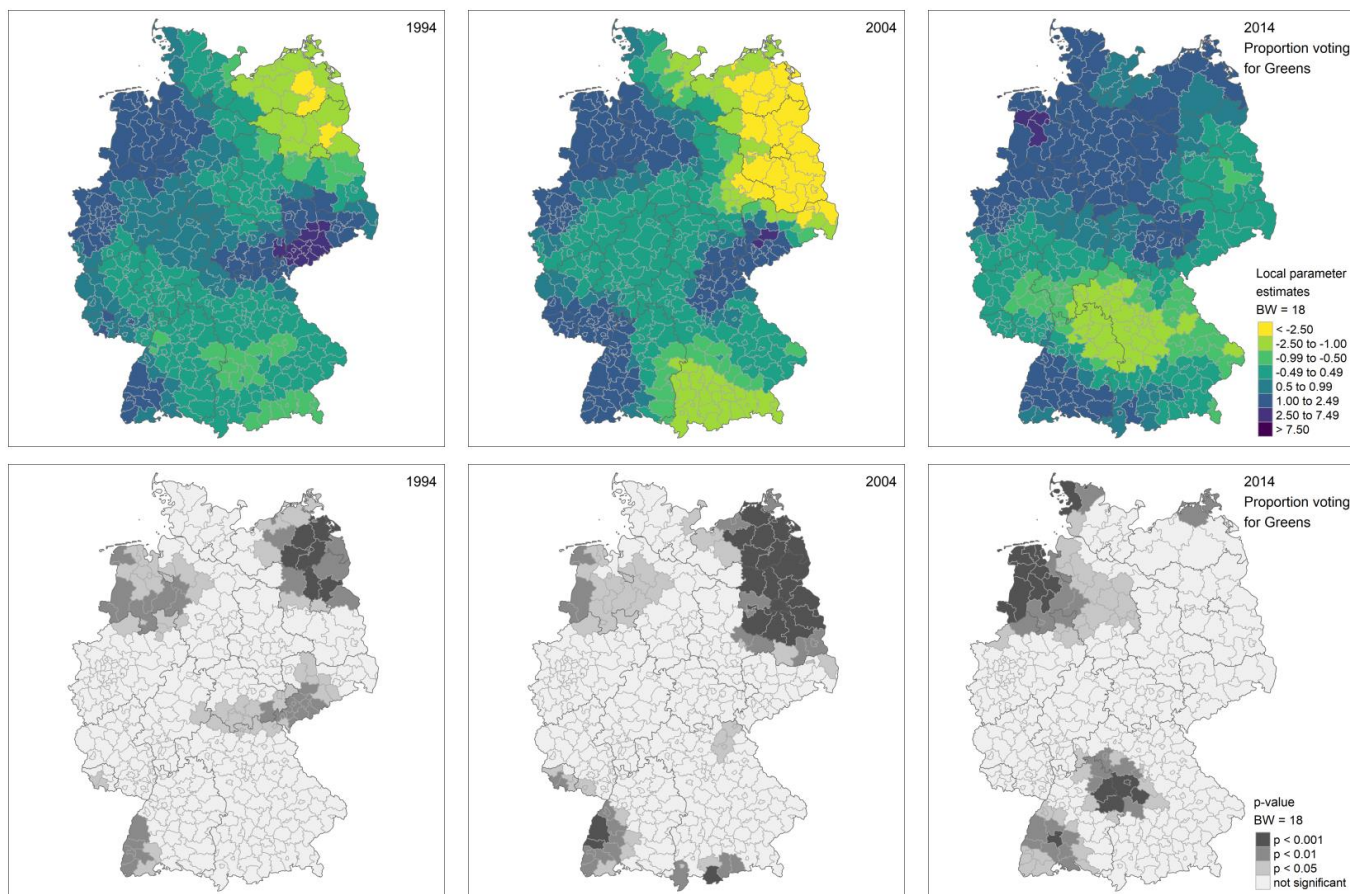 1994
2004
2014
Proportion voting
for Greens
Local parameter
estimates
BW = 18
< -2.50
-2.50 to -1.00
-0.99 to -0.50
-0.49 to 0.49
0.5 to 0.99
1.00 to 2.49
2.50 to 7.49
> 7.50
1994
2004
2014
Proportion voting
for Greens
p-value
BW = 18
p < 0.001
p < 0.01
p < 0.05
not significant